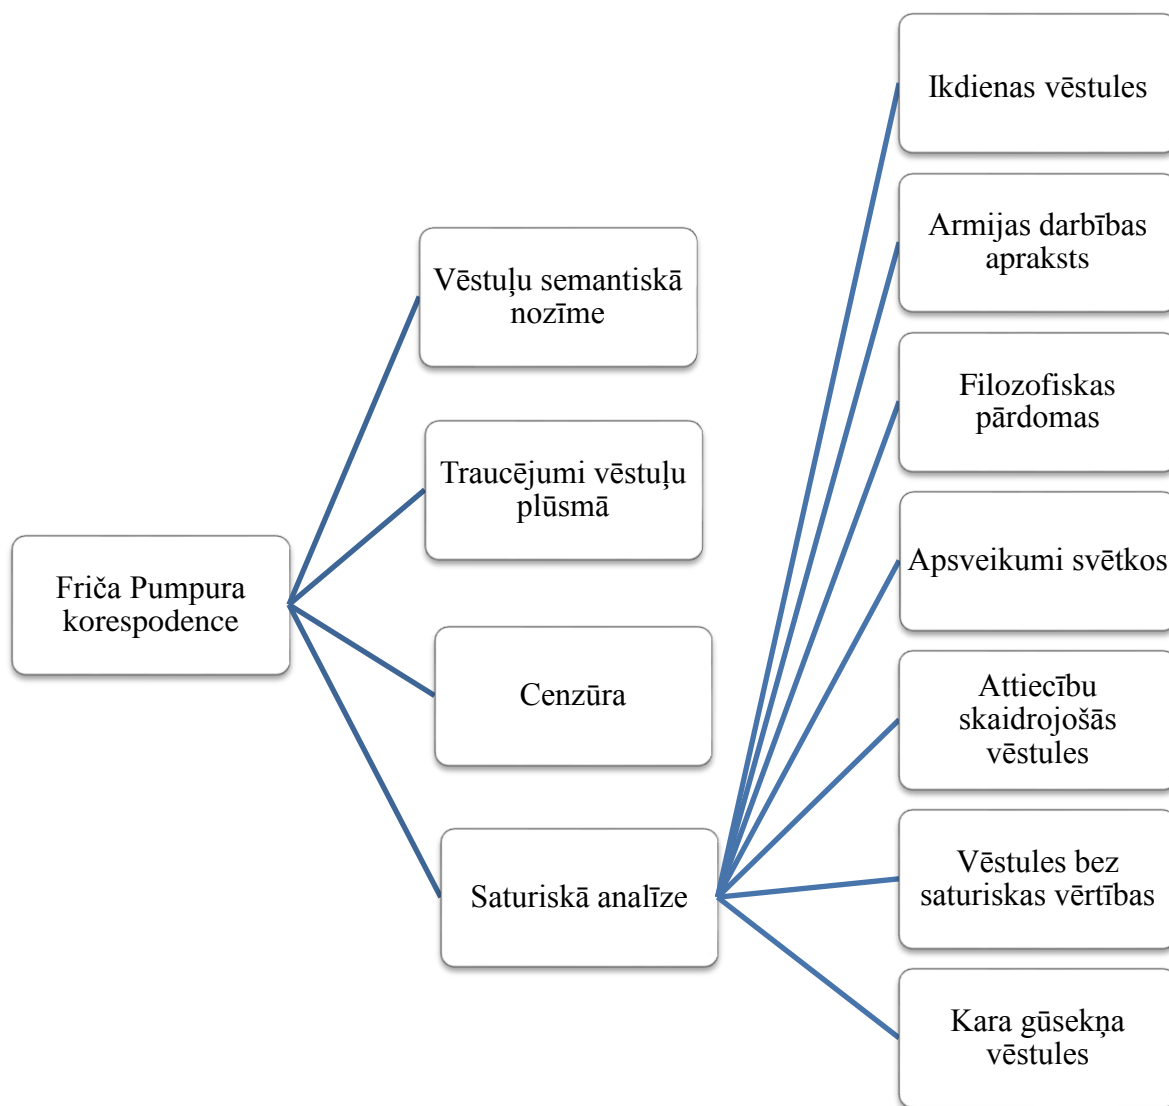 Friča Pumpura
korespodence
Vēstuļu semantiskā
nozīme
Traucējumi vēstuļu
plūsmā
Cenzūra
Saturiskā analīze
Ikdienas vēstules
Armijas darbības
apraksts
Filozofiskas
pārdomas
Apsveikumi svētkos
Attiecību
skaidrojošās
vēstules
Vēstules bez
saturiskas vērtības
Kara gūsekņa
vēstules